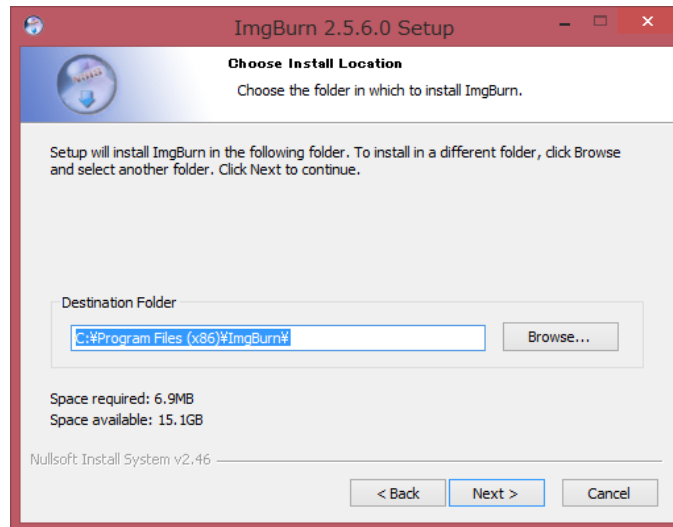 ImgBurn 2.5.6.0 Setup
Choose Install Location
Choose the folder in which to install ImgBurn.
Setup will install ImgBurn in the following folder. To install in a different folder, click Browse
and select another folder. Click Next to continue.
Destination Folder
C:¥Program Files (x86)¥ImgBurn¥
Browse...
Space required: 6.9MB
Space available: 15.1GB
Nullsoft Install System v2.46
< Back
Next >
Cancel